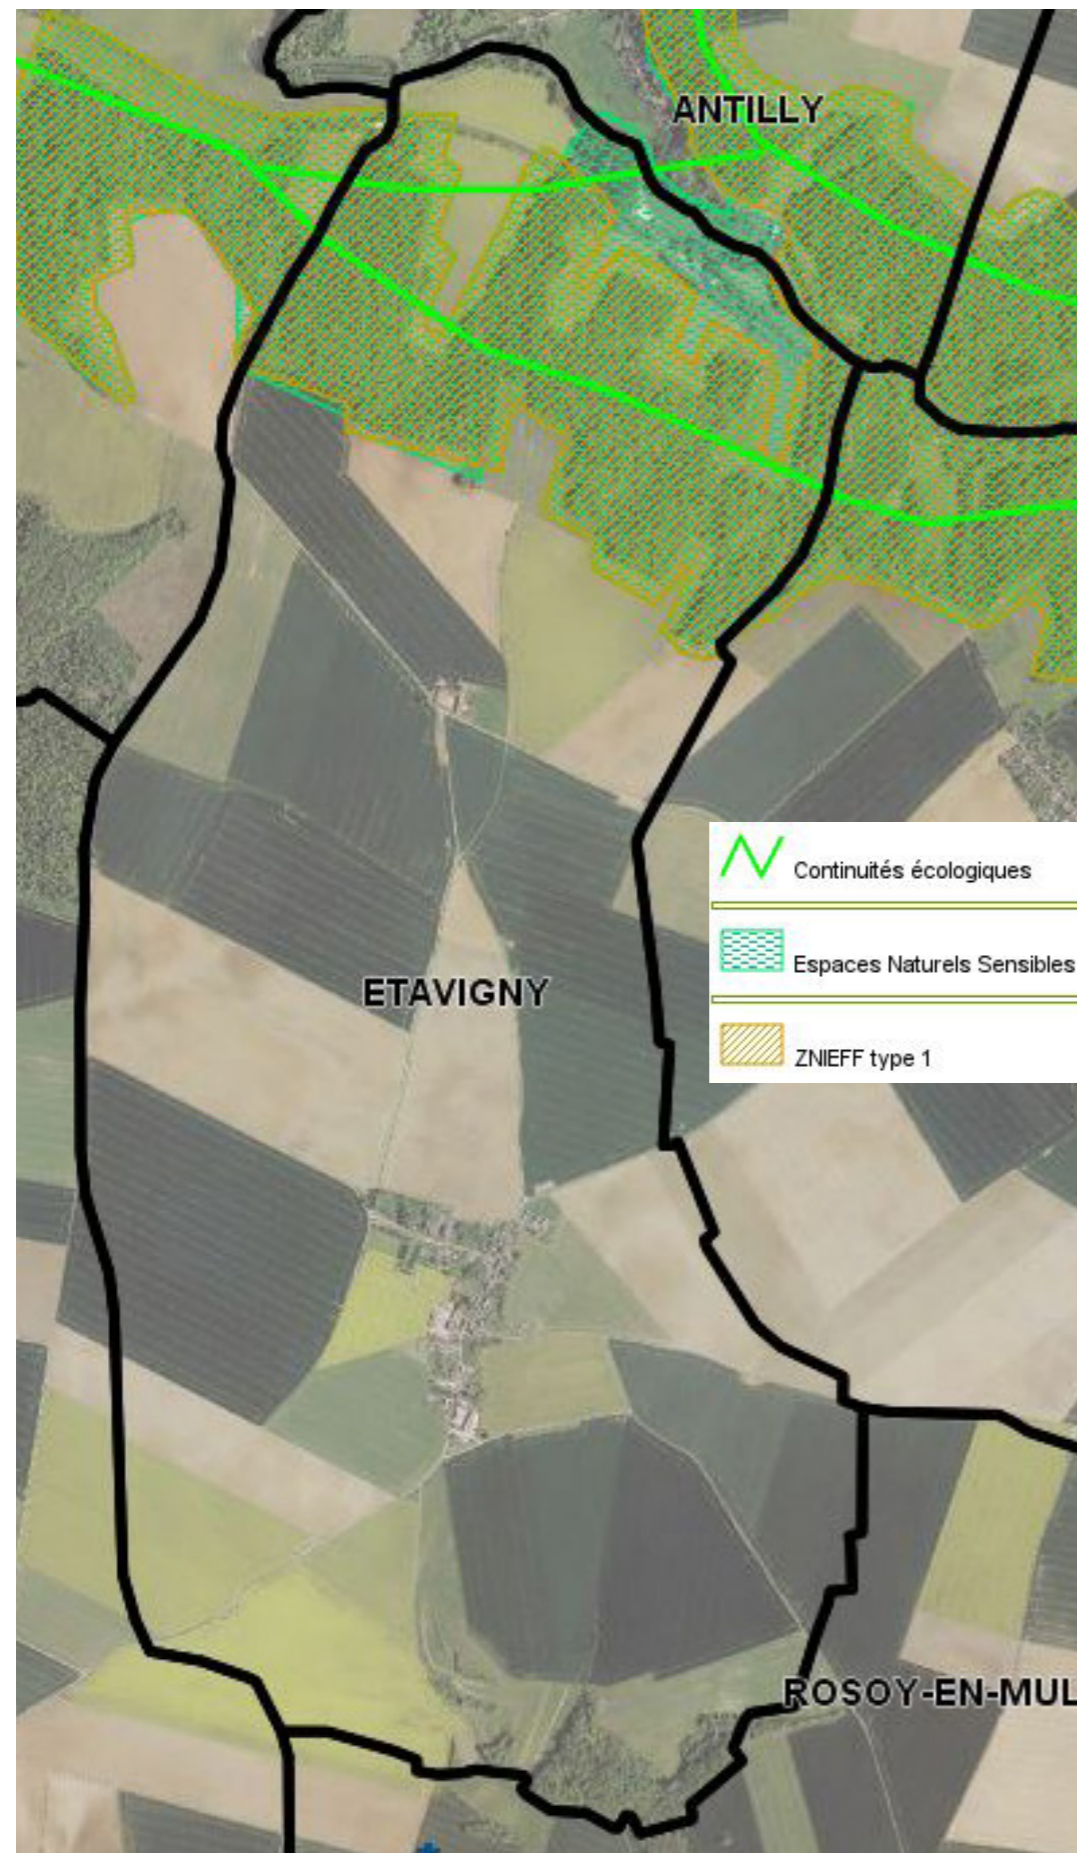 ANTILLY
Continuités écologiques
Espaces Naturels Sensibles
ETAVIGNY
ZNIEFF type 1
ROSOY-EN-MUL